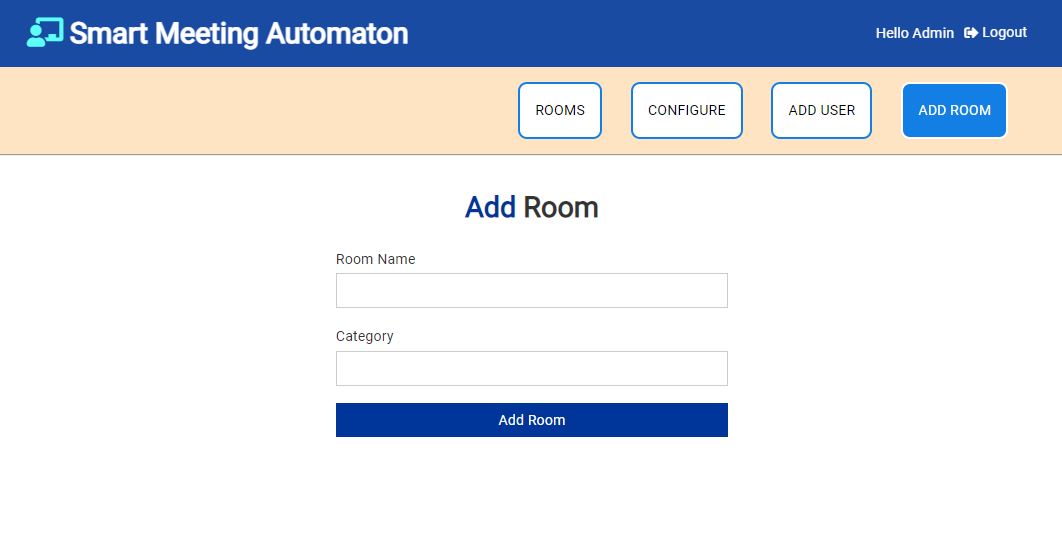 Smart Meeting Automaton
Hello Admin Logout
ROOMS CONFIGURE ADD USER ADD ROOM
Add Room
Room Name
Category
Add Room